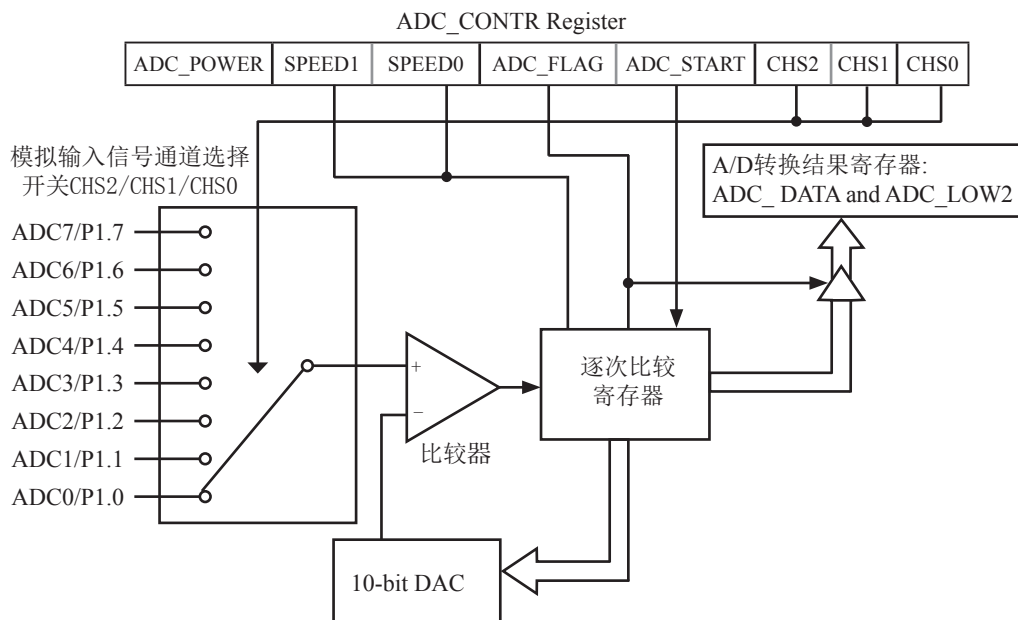 ADC_CONTR Register
ADC_POWER SPEED1 SPEED0 ADC_FLAG ADC_START CHS2 CHS1 CHS0
模拟输入信号通道选择
开关CHS2/CHS1/CHS0
A/D转换结果寄存器:
ADC_ DATA and ADC_LOW2
ADC7/P1.7
ADC6/P1.6
ADC5/P1.5
ADC4/P1.4
ADC3/P1.3
ADC2/P1.2
ADC1/P1.1
ADC0/P1.0
+
−
比较器
逐次比较
寄存器
10-bit DAC